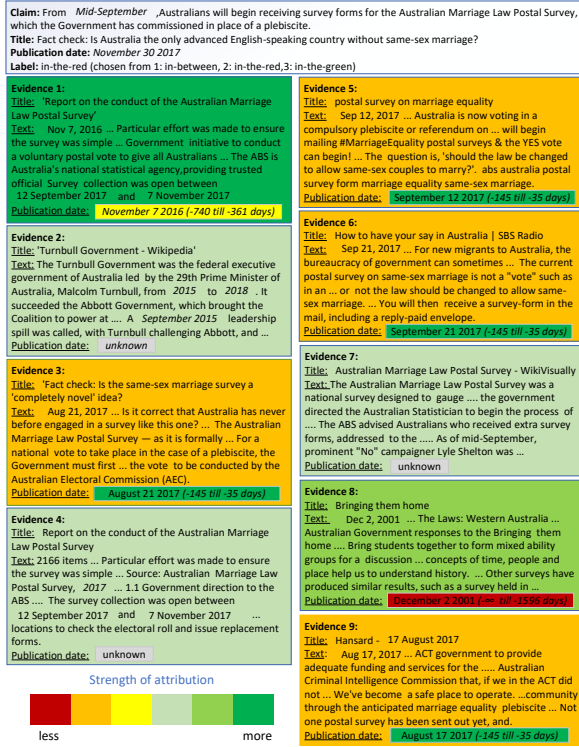 Claim: From Mid-September ,Australians will begin receiving survey forms for the Australian Marriage Law Postal Survey,
which the Government has commissioned in place of a plebiscite.
Title: Fact check: Is Australia the only advanced English-speaking country without same-sex marriage?
Publication date: November 30 2017
Label: in-the-red (chosen from 1: in-between, 2: in-the-red,3: in-the-green)
Evidence 1:
Title: 'Report on the conduct of the Australian Marriage
Law Postal Survey'
Text: Nov 7, 2016 ... Particular effort was made to ensure
the survey was simple ... Government initiative to conduct
a voluntary postal vote to give all Australians ... The ABS is
Australia's national statistical agency,providing trusted
official Survey collection was open between
12 September 2017 and 7 November 2017
Publication date: November 7 2016 (-740 till -361 days)
Evidence 2:
Title: 'Turnbull Government - Wikipedia'
Text: The Turnbull Government was the federal executive
government of Australia led by the 29th Prime Minister of
Australia, Malcolm Turnbull, from 2015 to 2018 . It
succeeded the Abbott Government, which brought the
Coalition to power at .... A September 2015 leadership
spill was called, with Turnbull challenging Abbott, and ...
Publication date: unknown
Evidence 3:
Title: 'Fact check: Is the same-sex marriage survey a
'completely novel' idea?
Text: Aug 21, 2017 ... Is it correct that Australia has never
before engaged in a survey like this one? ... The Australian
Marriage Law Postal Survey — as it is formally ... For a
national vote to take place in the case of a plebiscite, the
Government must first ... the vote to be conducted by the
Australian Electoral Commission (AEC).
Publication date: August 21 2017 (-145 till -35 days)
Evidence 4:
Title: Report on the conduct of the Australian Marriage
Law Postal Survey
Text: 2166 items ... Particular effort was made to ensure
the survey was simple ... Source: Australian Marriage Law
Postal Survey, 2017 ... 1.1 Government direction to the
ABS .... The survey collection was open between
12 September 2017 and 7 November 2017 ...
locations to check the electoral roll and issue replacement
forms.
Publication date: unknown
Strength of attribution
less more
Evidence 5:
Title: postal survey on marriage equality
Text: Sep 12, 2017 ... Australia is now voting in a
compulsory plebiscite or referendum on ... will begin
mailing #MarriageEquality postal surveys & the YES vote
can begin! ... The question is, 'should the law be changed
to allow same-sex couples to marry?'. abs australia postal
survey form marriage equality same-sex marriage.
Publication date: September 12 2017 (-145 till -35 days)
Evidence 6:
Title: How to have your say in Australia | SBS Radio
Text: Sep 21, 2017 ... For new migrants to Australia, the
bureaucracy of government can sometimes ... The current
postal survey on same-sex marriage is not a "vote" such as
in an ... or not the law should be changed to allow same-
sex marriage. ... You will then receive a survey-form in the
mail, including a reply-paid envelope.
Publication date: September 21 2017 (-145 till -35 days)
Evidence 7:
Title: Australian Marriage Law Postal Survey - WikiVisually
Text: The Australian Marriage Law Postal Survey was a
national survey designed to gauge .... the government
directed the Australian Statistician to begin the process of
.... The ABS advised Australians who received extra survey
forms, addressed to the ..... As of mid-September,
prominent "No" campaigner Lyle Shelton was ...
Publication date: unknown
Evidence 8:
Title: Bringing them home
Text: Dec 2, 2001 ... The Laws: Western Australia ...
Australian Government responses to the Bringing them
home .... Bring students together to form mixed ability
groups for a discussion ... concepts of time, people and
place help us to understand history. ... Other surveys have
produced similar results, such as a survey held in ...
Publication date: December 2 2001 (-∞ till -1596 days)
Evidence 9:
Title: Hansard - 17 August 2017
Text: Aug 17, 2017 ... ACT government to provide
adequate funding and services for the ..... Australian
Criminal Intelligence Commission that, if we in the ACT did
not ... We've become a safe place to operate. ...community
through the anticipated marriage equality plebiscite ... Not
one postal survey has been sent out yet, and.
Publication date: August 17 2017 (-145 till -35 days)